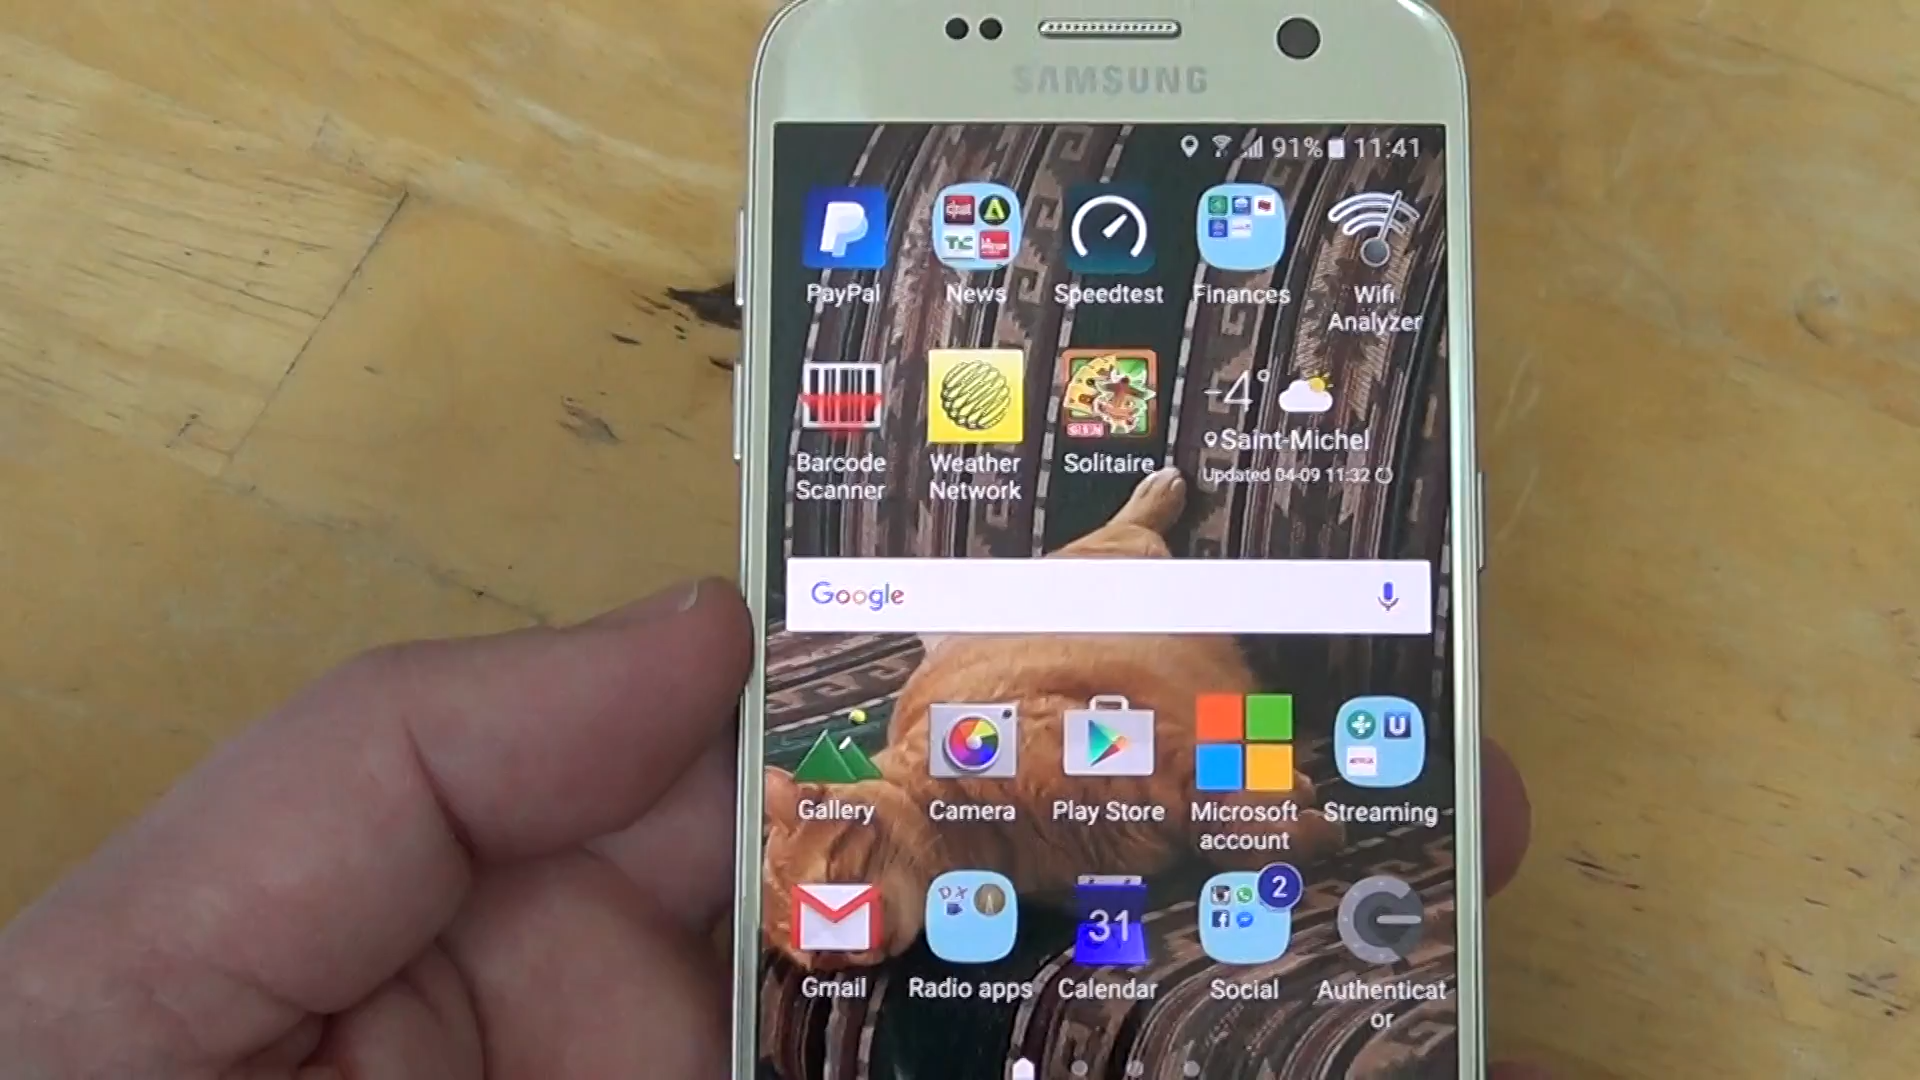 SAMSUNG
91% 11:41
TC
PayPal
News
Speedtest
Finances
Wifi
Analyzer
-4°
Saint-Michel
Updated 04-09 11:32
Barcode
Scanner
Weather
Network
Solitaire
Google
U
Gallery
Camera
Play Store
Microsoft
account
Streaming
DX
31
2
Gmail
Radio apps
Calendar
Social
Authenticat
or